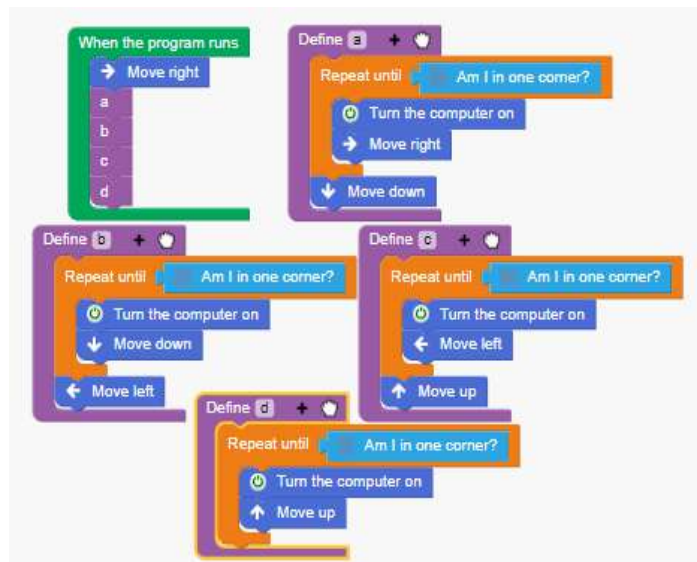 When the program runs
Move right
a
b
c
d
Define a +
Repeat until Am I in one corner?
Turn the computer on
Move right
Move down
Define b +
Repeat until Am I in one corner?
Turn the computer on
Move down
Move left
Define c +
Repeat until Am I in one corner?
Turn the computer on
Move left
Move up
Define d +
Repeat until Am I in one corner?
Turn the computer on
Move up